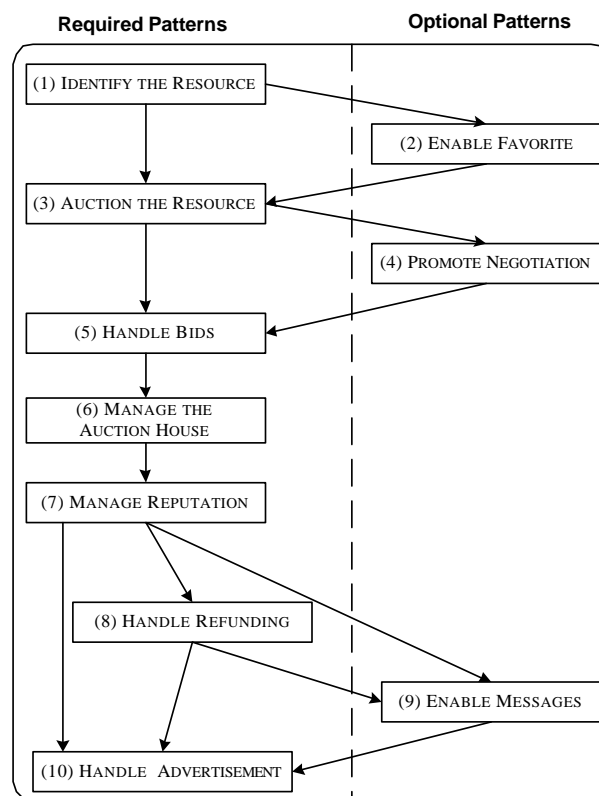 Required Patterns
Optional Patterns
(1) IDENTIFY THE RESOURCE
(2) ENABLE FAVORITE
(3) AUCTION THE RESOURCE
(4) PROMOTE NEGOTIATION
(5) HANDLE BIDS
(6) MANAGE THE
AUCTION HOUSE
(7) MANAGE REPUTATION
(8) HANDLE REFUNDING
(9) ENABLE MESSAGES
(10) HANDLE ADVERTISEMENT